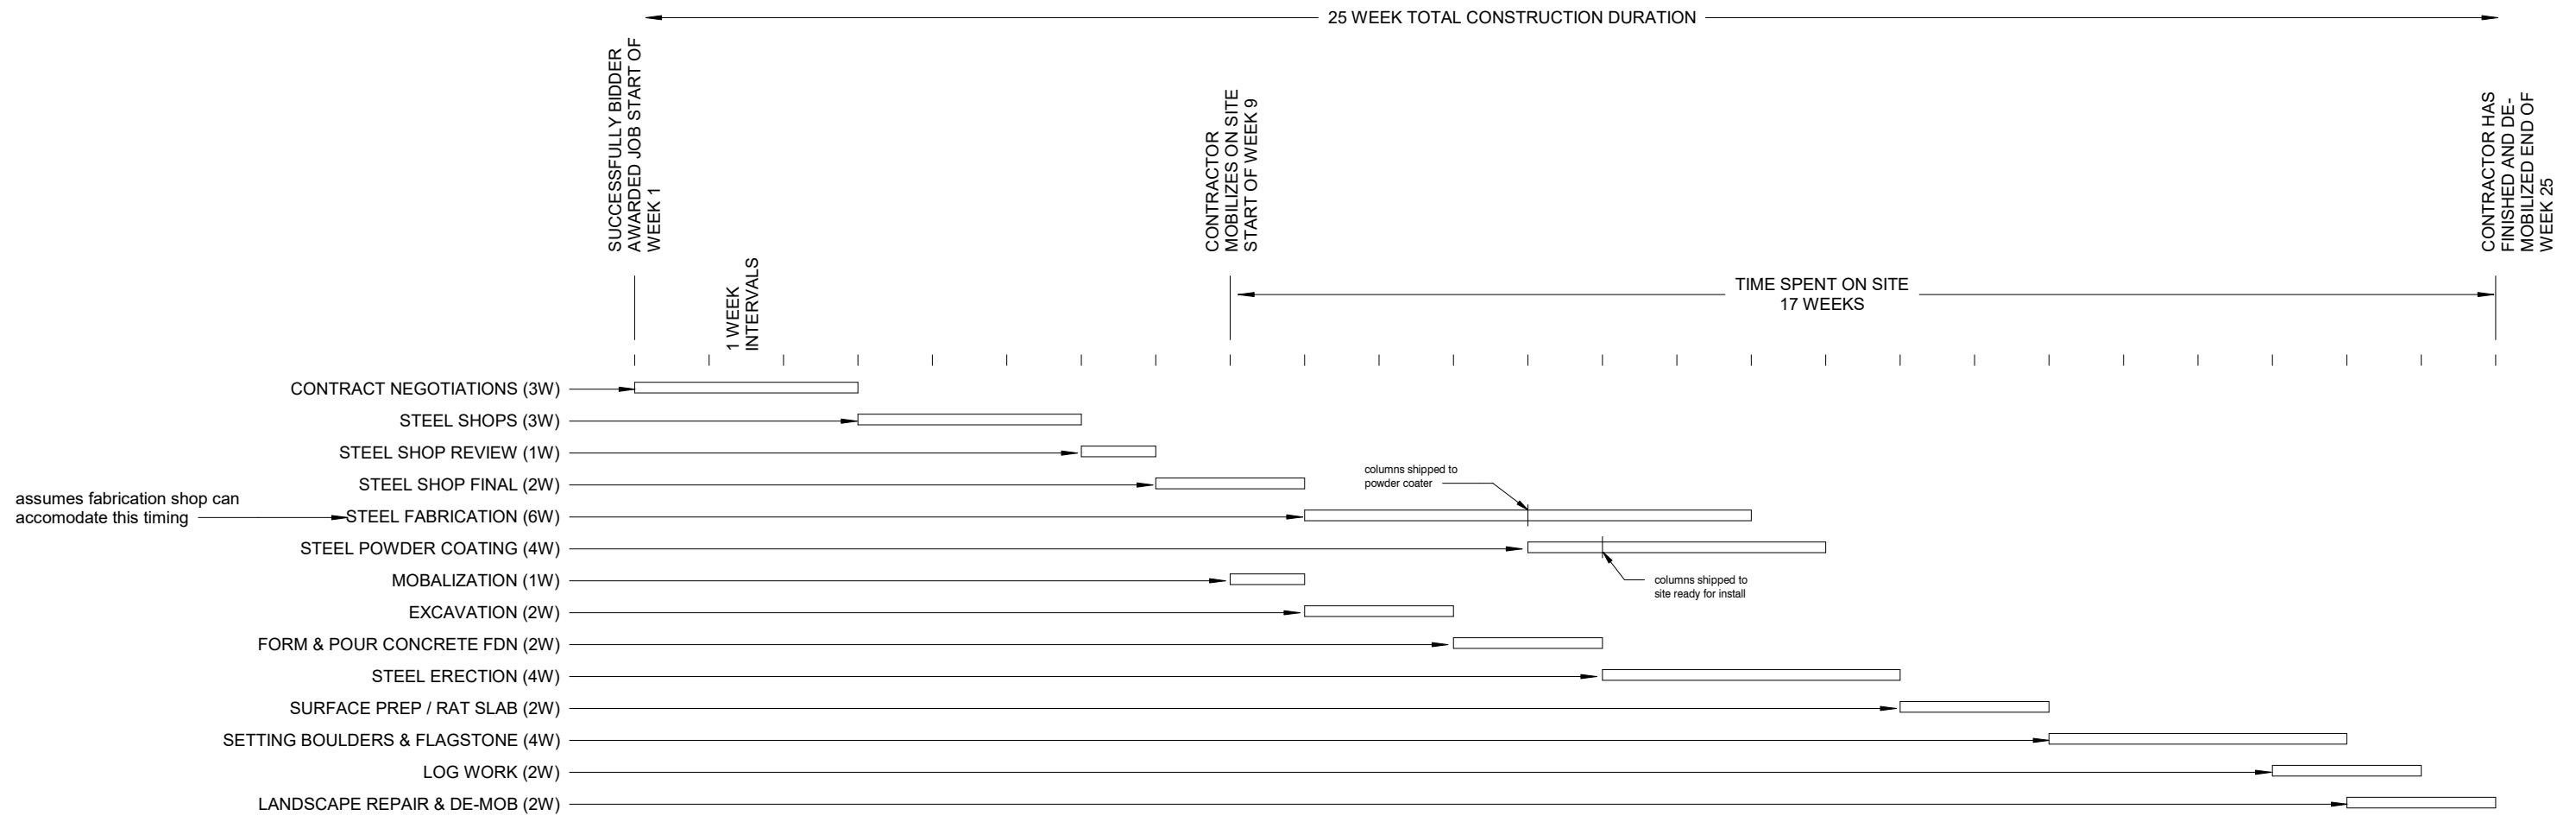 25 WEEK TOTAL CONSTRUCTION DURATION
SUCCESSFULLY BIDDER
AWARDED JOB START OF
WEEK 1
CONTRACTOR
MOBILIZES ON SITE
START OF WEEK 9
CONTRACTOR HAS
FINISHED AND DE-
MOBILIZED END OF
WEEK 25
1 WEEK
INTERVALS
TIME SPENT ON SITE
17 WEEKS
CONTRACT NEGOTIATIONS (3W)
STEEL SHOPS (3W)
STEEL SHOP REVIEW (1W)
STEEL SHOP FINAL (2W)
columns shipped to
powder coater
assumes fabrication shop can
accomodate this timing
STEEL FABRICATION (6W)
STEEL POWDER COATING (4W)
MOBALIZATION (1W)
columns shipped to
site ready for install
EXCAVATION (2W)
FORM & POUR CONCRETE FDN (2W)
STEEL ERECTION (4W)
SURFACE PREP / RAT SLAB (2W)
SETTING BOULDERS & FLAGSTONE (4W)
LOG WORK (2W)
LANDSCAPE REPAIR & DE-MOB (2W)